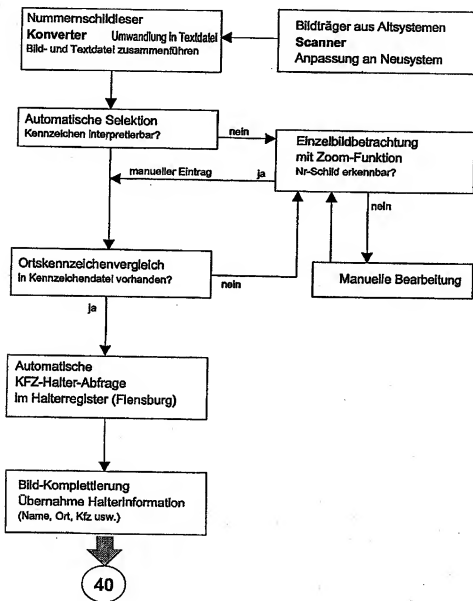 Nummernschildleser
Konverter Umwandlung in Textdatei
Bild- und Textdatei zusammenführen
Bildträger aus Altsystemen
Scanner
Anpassung an Neusystem
Automatische Selektion
Kennzeichen interpretierbar?
nein
Einzelbildbetrachtung
mit Zoom-Funktion
Nr-Schild erkennbar?
manueller Eintrag
ja
nein
Ortskennzeichenvergleich
in Kennzeichendatei vorhanden?
nein
Manuelle Bearbeitung
ja
Automatische
KFZ-Halter-Abfrage
im Halterregister (Flensburg)
Bild-Komplettierung
Übernahme Halterinformation
(Name, Ort, Kfz usw.)
40